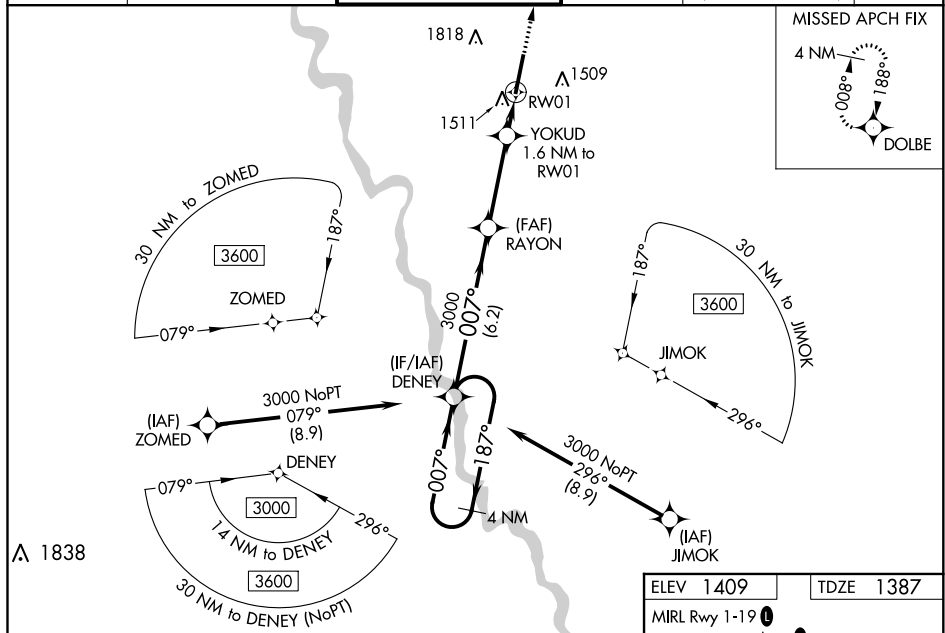 MISSED APCH FIX
4 NM
008°
188°
DOLBE
1818
1509
RW01
1511
YOKUD
1.6 NM to
RW01
(FAF)
RAYON
30 NM to ZOMED
187°
3600
ZOMED
079°
30 NM to JIMOK
187°
3600
JIMOK
296°
3000
007°
(6.2)
(IF/IAF)
DENEY
3000 NoPT
079°
(8.9)
(IAF)
ZOMED
007°
187°
4 NM
3000 NoPT
296°
(8.9)
(IAF)
JIMOK
DENEY
079°
296°
3000
14 NM to DENEY
3600
30 NM to DENEY (NoPT)
1838
ELEV 1409
TDZE 1387
MIRL Rwy 1-19 L